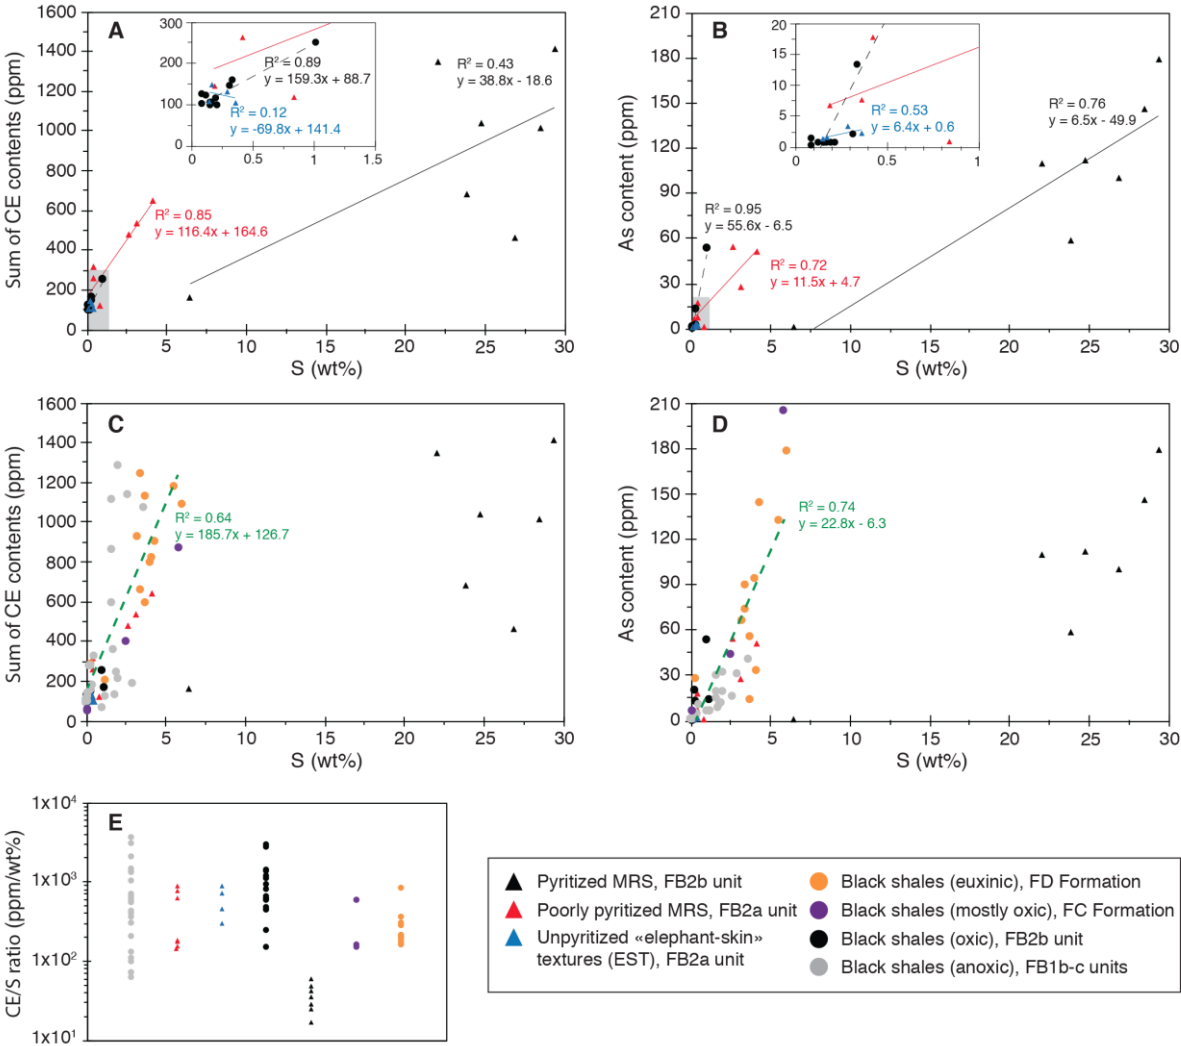 A
Sum of CE contents (ppm)
1600
1400
1200
1000
800
600
400
200
0
0
5
10
15
20
25
30
S (wt%)
300
200
100
0
0
0.5
1
1.5
R² = 0.89
y = 159.3x + 88.7
R² = 0.12
y = -69.8x + 141.4
R² = 0.43
y = 38.8x - 18.6
R² = 0.85
y = 116.4x + 164.6
B
As content (ppm)
210
180
150
120
90
60
30
0
0
5
10
15
20
25
30
S (wt%)
20
15
10
5
0
0
0.5
1
R² = 0.53
y = 6.4x + 0.6
R² = 0.76
y = 6.5x - 49.9
R² = 0.95
y = 55.6x - 6.5
R² = 0.72
y = 11.5x + 4.7
C
Sum of CE contents (ppm)
1600
1400
1200
1000
800
600
400
200
0
0
5
10
15
20
25
30
S (wt%)
R² = 0.64
y = 185.7x + 126.7
D
As content (ppm)
210
180
150
120
90
60
30
0
0
5
10
15
20
25
30
S (wt%)
R² = 0.74
y = 22.8x - 6.3
E
CE/S ratio (ppm/wt%)
1x10⁴
1x10³
1x10²
1x10¹
Pyritized MRS, FB2b unit
Poorly pyritized MRS, FB2a unit
Unpyritized «elephant-skin»
textures (EST), FB2a unit
Black shales (euxinic), FD Formation
Black shales (mostly oxic), FC Formation
Black shales (oxic), FB2b unit
Black shales (anoxic), FB1b-c units